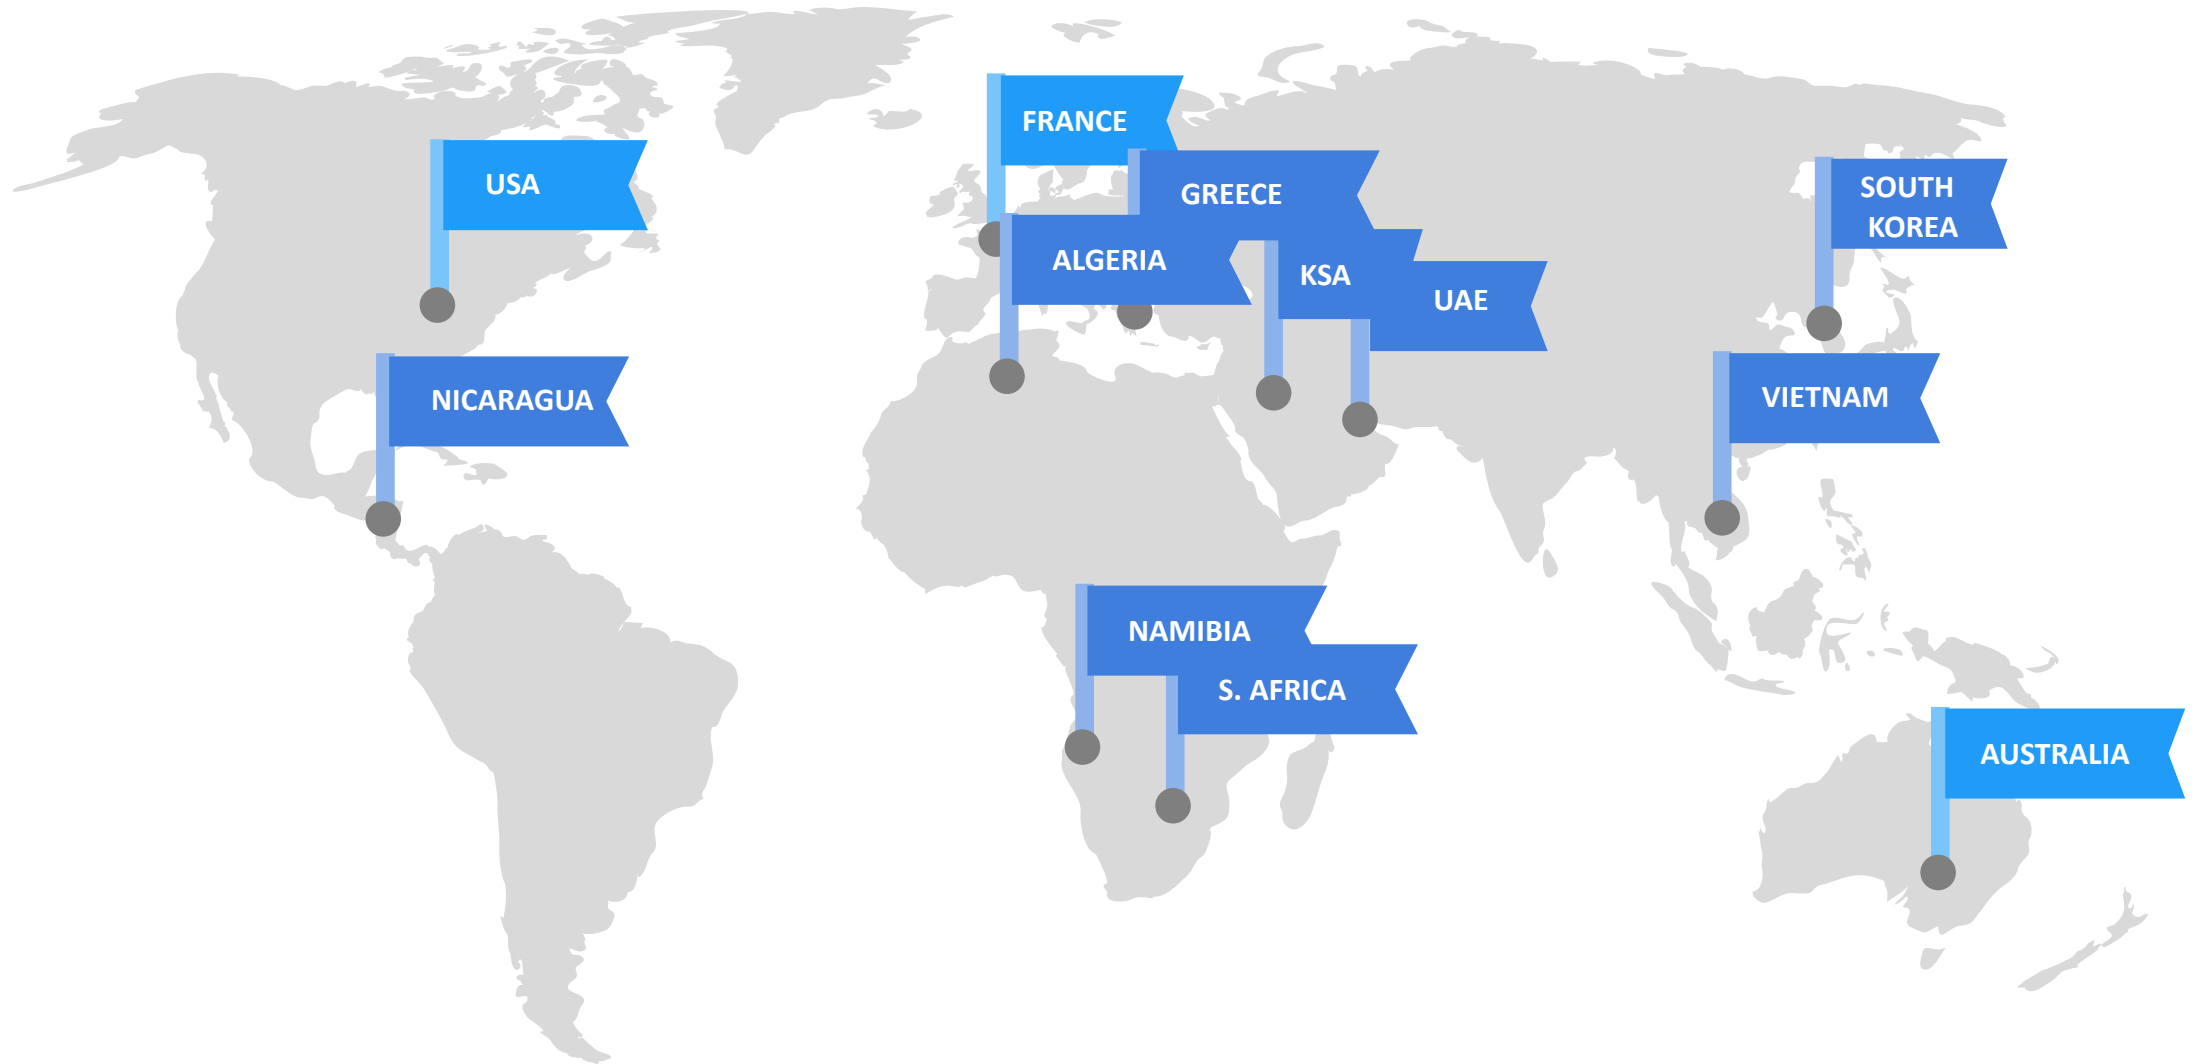 FRANCE
USA
GREECE
SOUTH
KOREA
ALGERIA
KSA
UAE
NICARAGUA
VIETNAM
NAMIBIA
S. AFRICA
AUSTRALIA